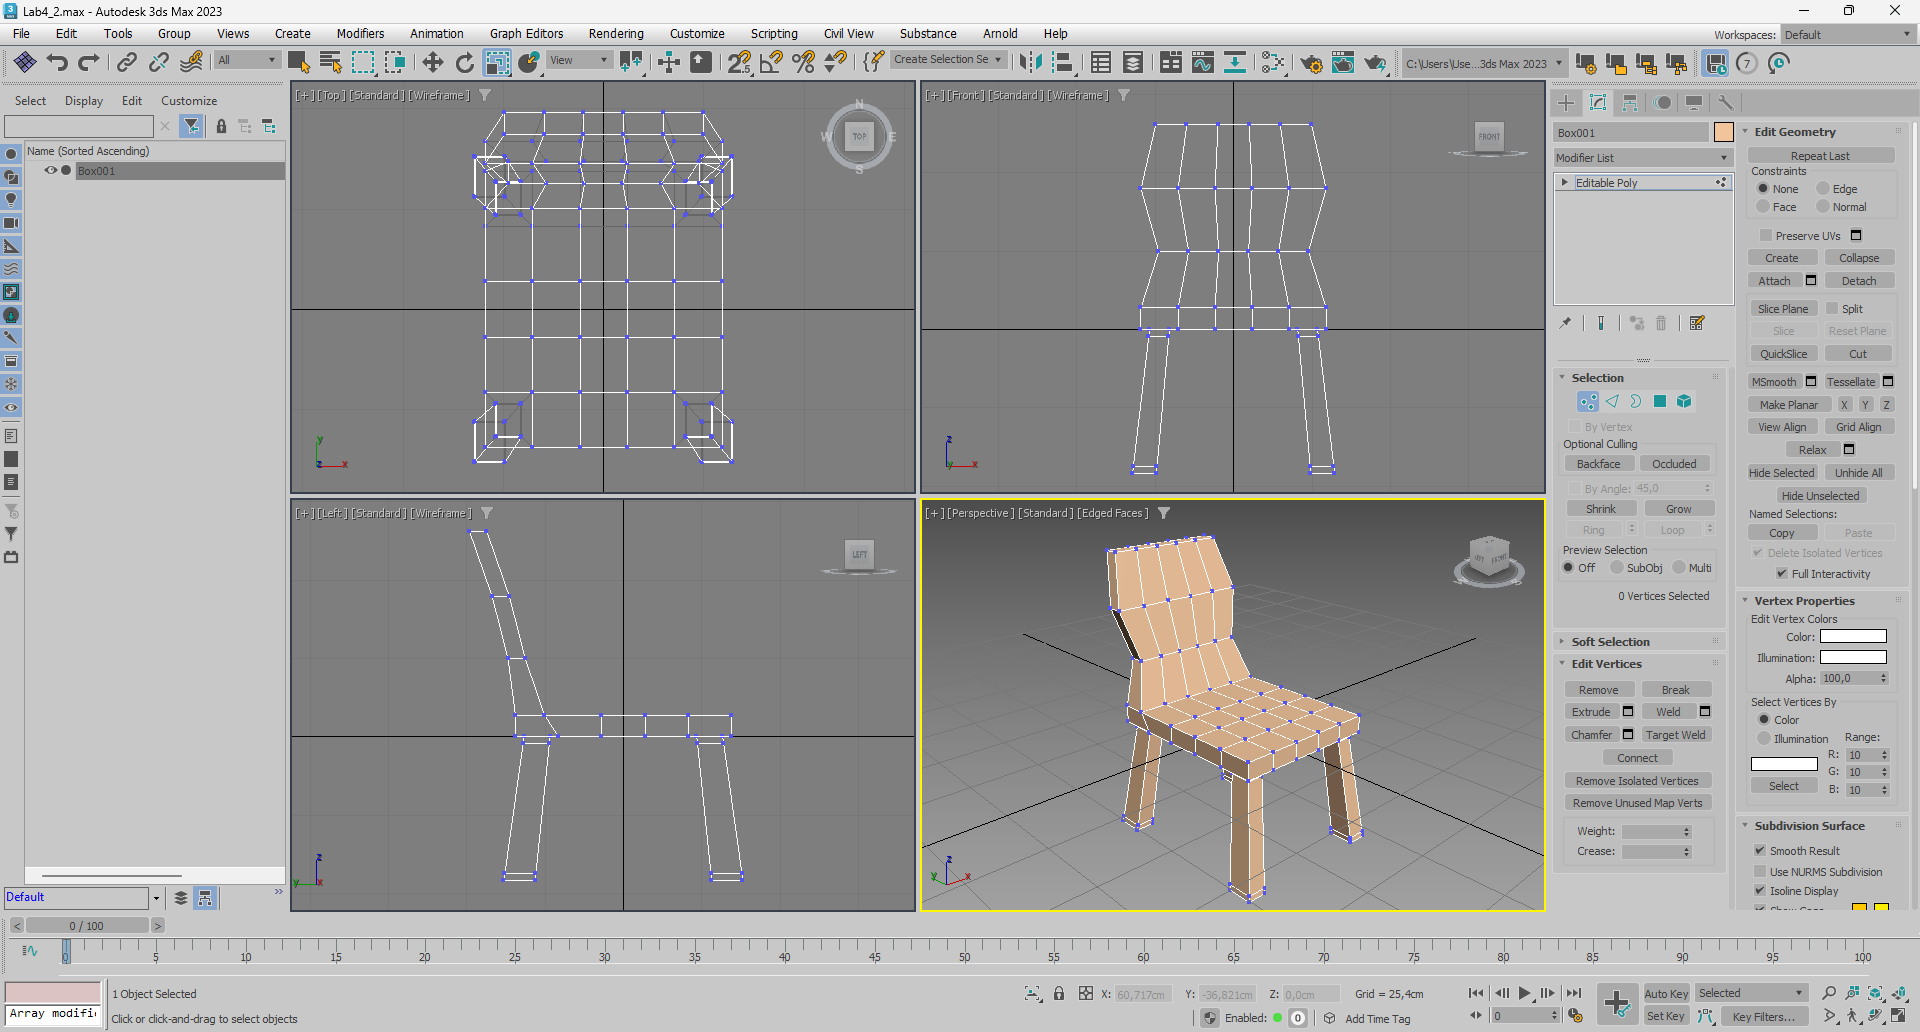 Lab4_2.max - Autodesk 3ds Max 2023
File Edit Tools Group Views Create Modifiers Animation Graph Editors Rendering Customize Scripting Civil View Substance Arnold Help
Workspaces: Default
All View Create Selection Se C:\Users\Use...3ds Max 2023 7
Select Display Edit Customize
Name (Sorted Ascending)
Box001
Default
[+] [Top] [Standard] [Wireframe]
N W E S TOP
y z x
[+] [Front] [Standard] [Wireframe]
FRONT
z y x
[+] [Left] [Standard] [Wireframe]
LEFT
z y x
[+] [Perspective] [Standard] [Edged Faces]
LEFT FRONT
z y x
Box001
Modifier List
Editable Poly
Selection
By Vertex
Optional Culling
Backface Occluded
By Angle: 45,0
Shrink Grow
Ring Loop
Preview Selection
Off SubObj Multi
0 Vertices Selected
Soft Selection
Edit Vertices
Remove Break
Extrude Weld
Chamfer Target Weld
Connect
Remove Isolated Vertices
Remove Unused Map Verts
Weight:
Crease:
Edit Geometry
Repeat Last
Constraints
None Edge
Face Normal
Preserve UVs
Create Collapse
Attach Detach
Slice Plane Split
Slice Reset Plane
QuickSlice Cut
MSmooth Tessellate
Make Planar X Y Z
View Align Grid Align
Relax
Hide Selected Unhide All
Hide Unselected
Named Selections:
Copy Paste
Delete Isolated Vertices
Full Interactivity
Vertex Properties
Edit Vertex Colors
Color:
Illumination:
Alpha: 100,0
Select Vertices By
Color
Illumination Range:
R: 10
G: 10
Select B: 10
Subdivision Surface
Smooth Result
Use NURMS Subdivision
Isoline Display
< 0 / 100 >
0 5 10 15 20 25 30 35 40 45 50 55 60 65 70 75 80 85 90 95 100
1 Object Selected
Array modifi
Click or click-and-drag to select objects
X: 60,717cm Y: -36,821cm Z: 0,0cm Grid = 25,4cm
Enabled: 0 Add Time Tag
0
Auto Key Selected
Set Key Key Filters...